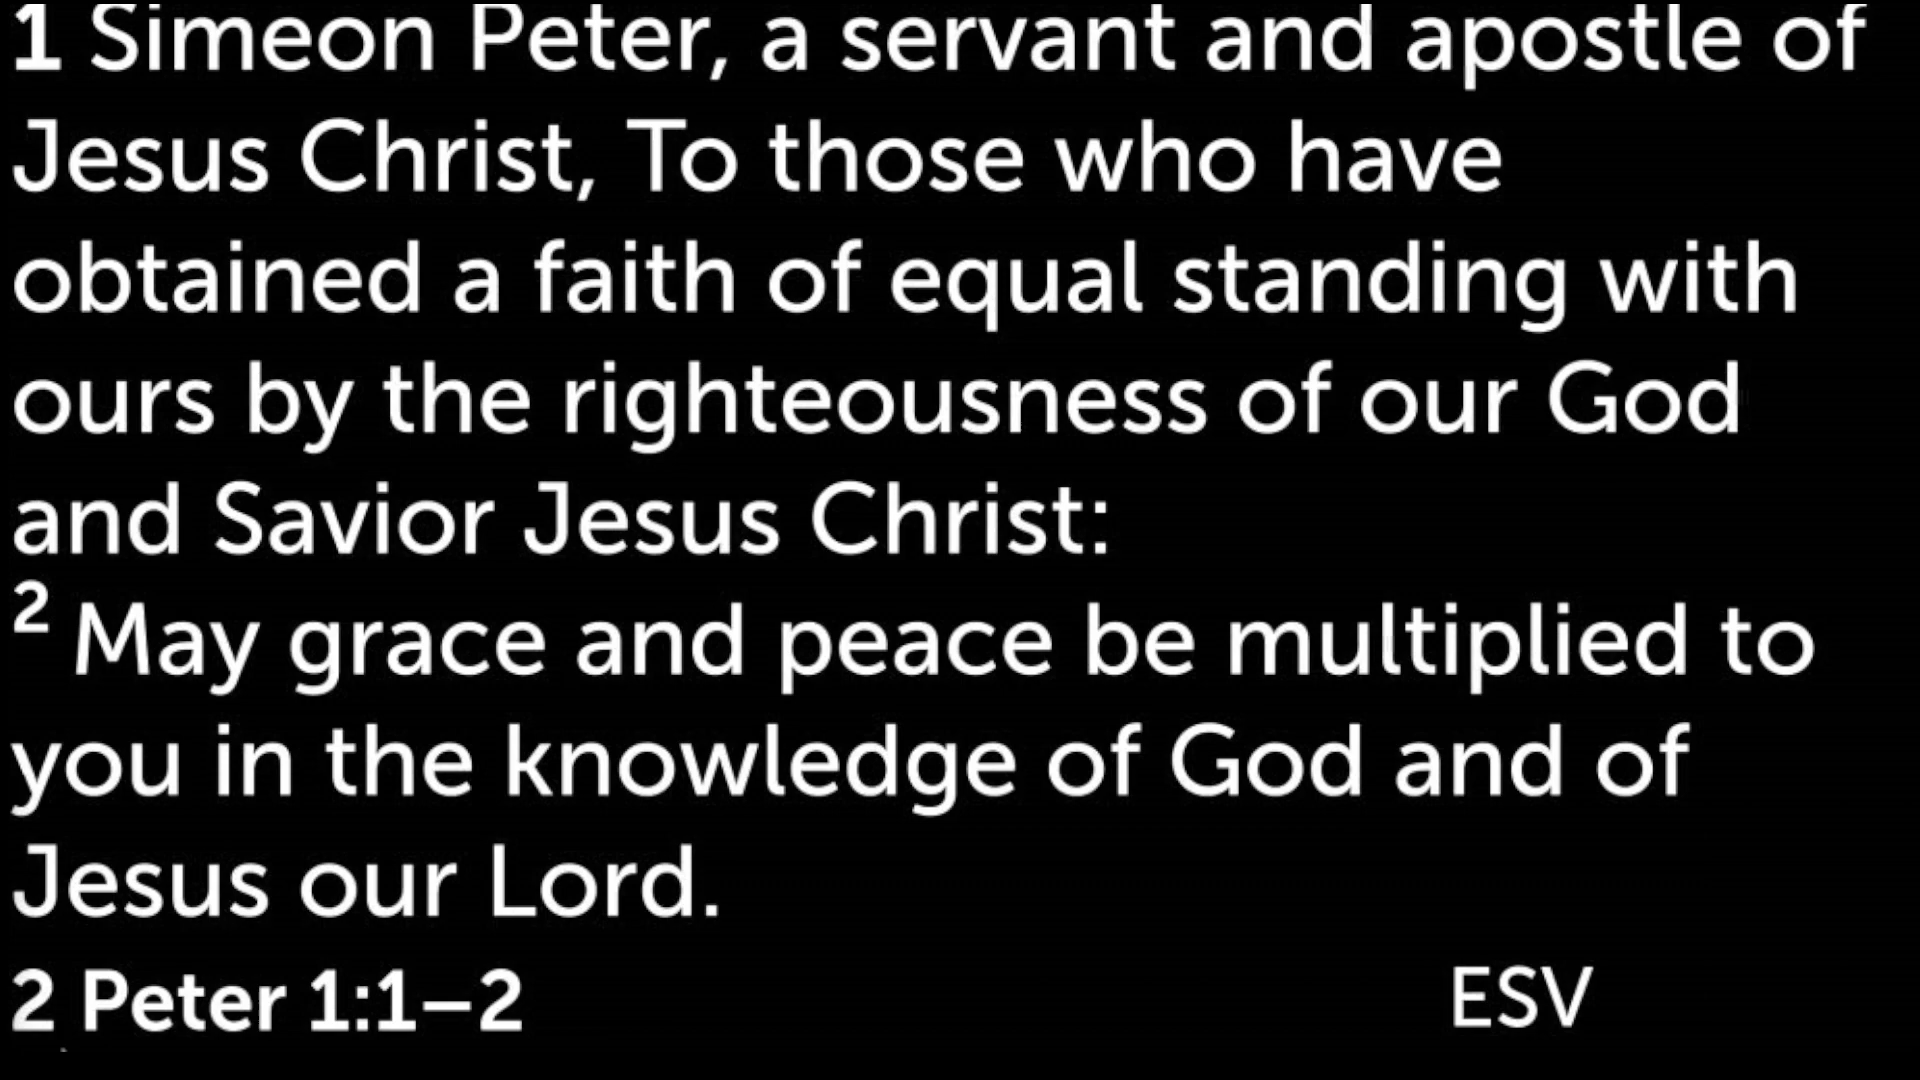 1 Simeon Peter, a servant and apostle of
Jesus Christ, To those who have
obtained a faith of equal standing with
ours by the righteousness of our God
and Savior Jesus Christ:
2 May grace and peace be multiplied to
you in the knowledge of God and of
Jesus our Lord.
2 Peter 1:1–2 ESV